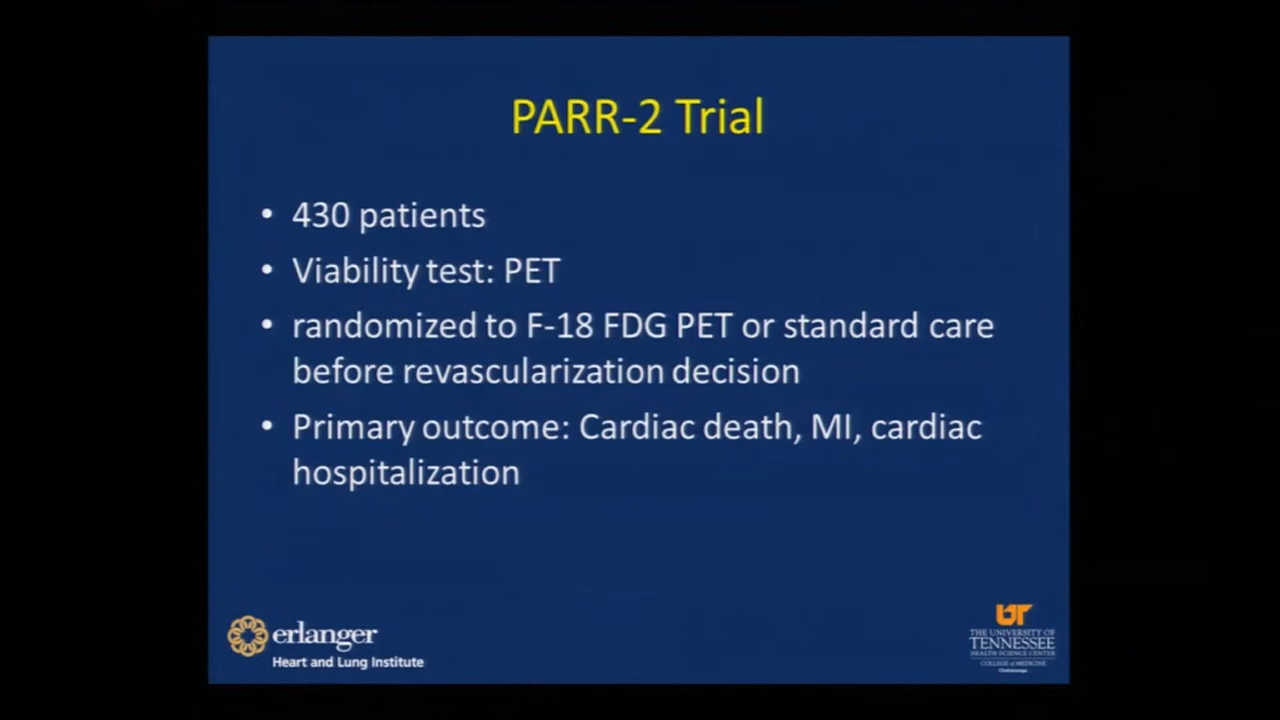 PARR-2 Trial
• 430 patients
• Viability test: PET
• randomized to F-18 FDG PET or standard care
before revascularization decision
• Primary outcome: Cardiac death, MI, cardiac
hospitalization
erlanger
Heart and Lung Institute
UT
THE UNIVERSITY OF
TENNESSEE
HEALTH SCIENCE CENTER
COLLEGE of MEDICINE
Chattanooga